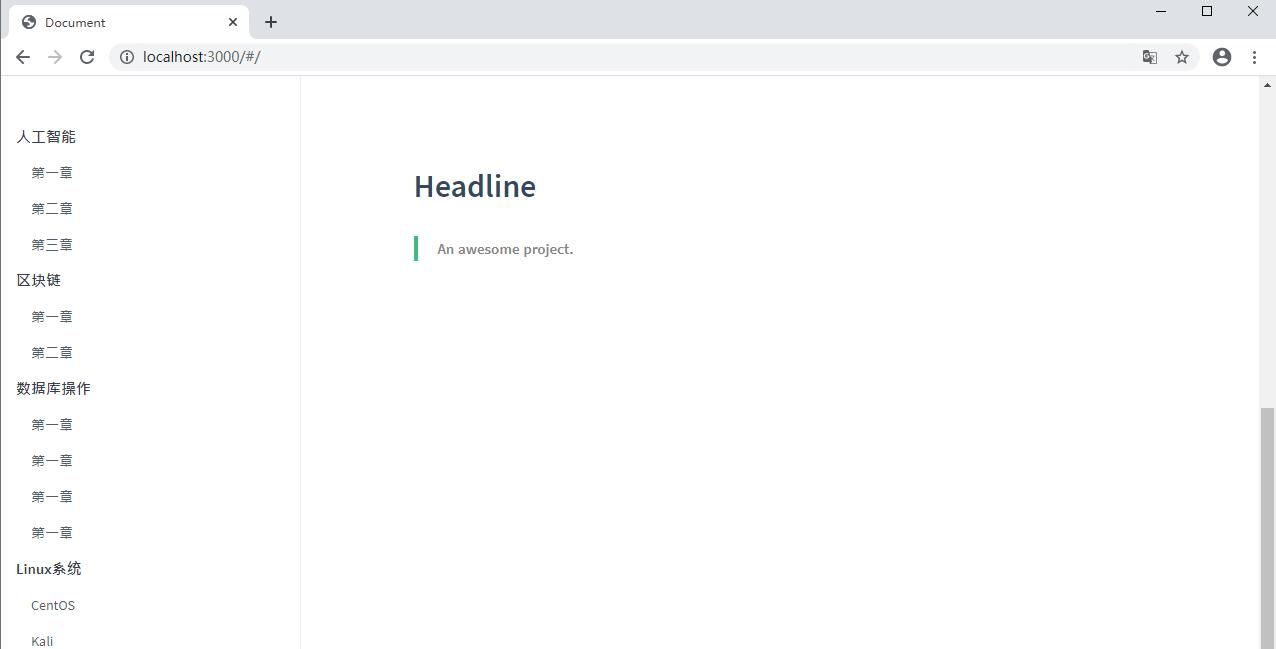 Document
localhost:3000/#/
人工智能
第一章
第二章
第三章
区块链
第一章
第二章
数据库操作
第一章
第一章
第一章
第一章
Linux系统
CentOS
Kali
Headline
An awesome project.